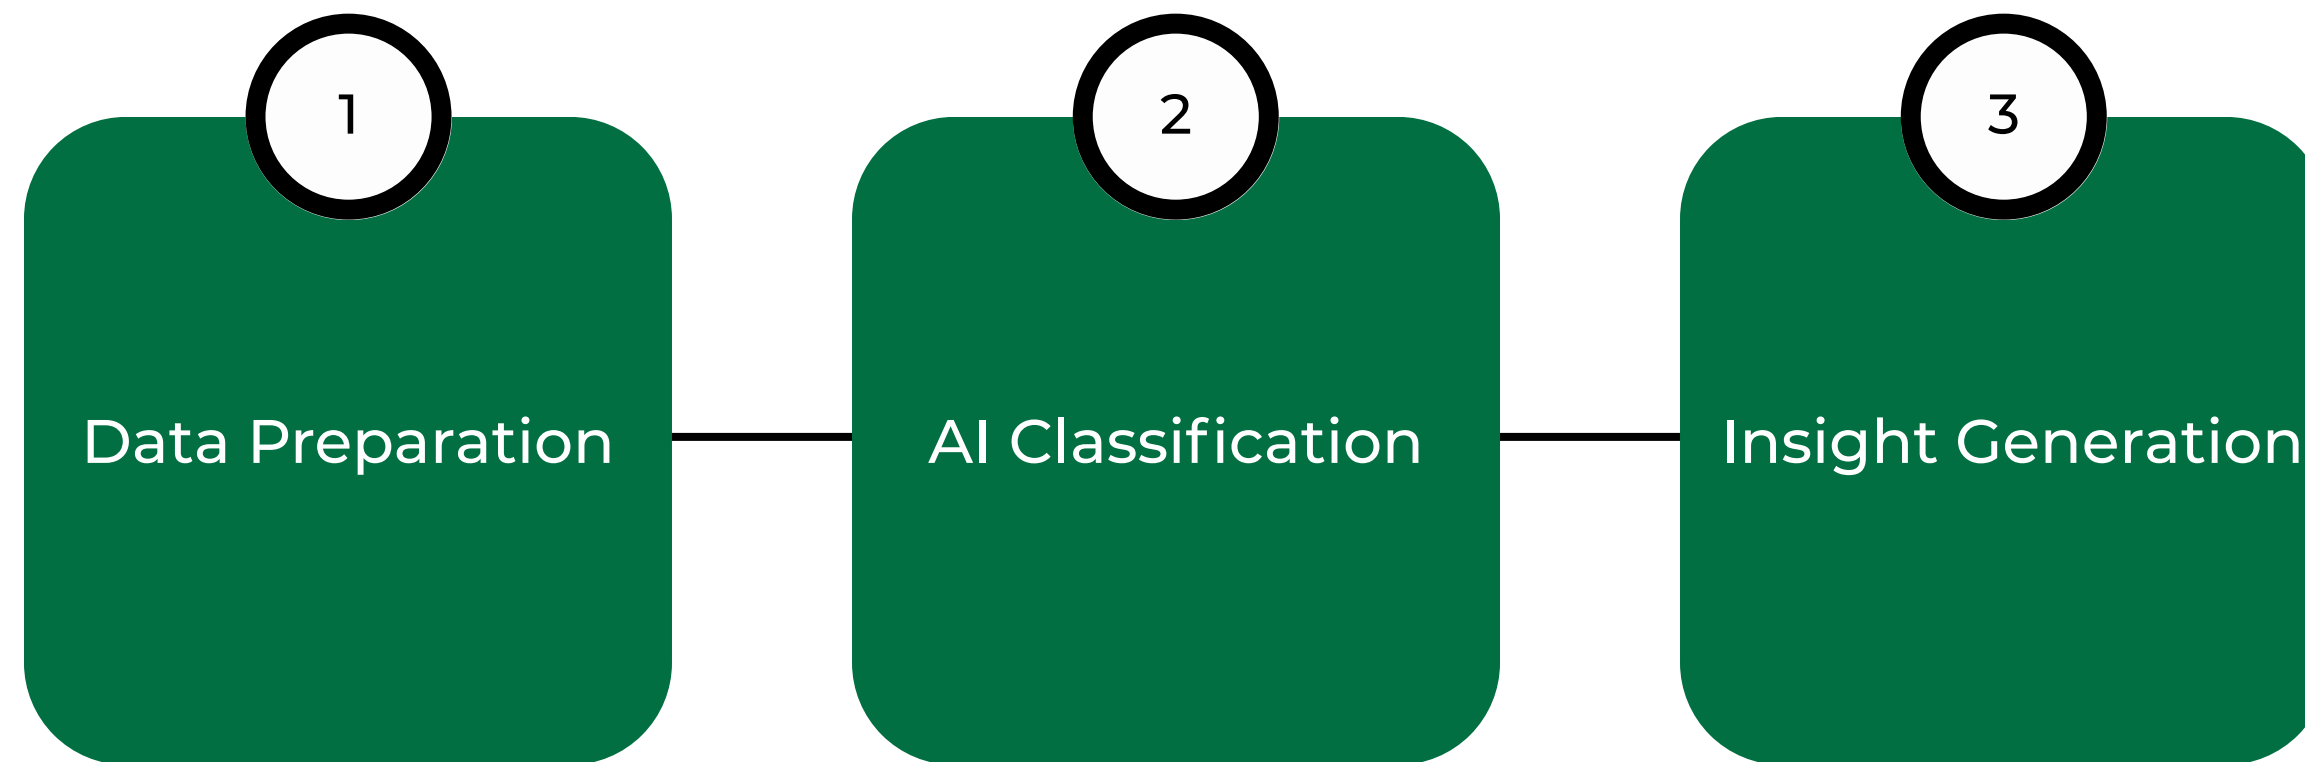 1
2
3
Data Preparation
AI Classification
Insight Generation